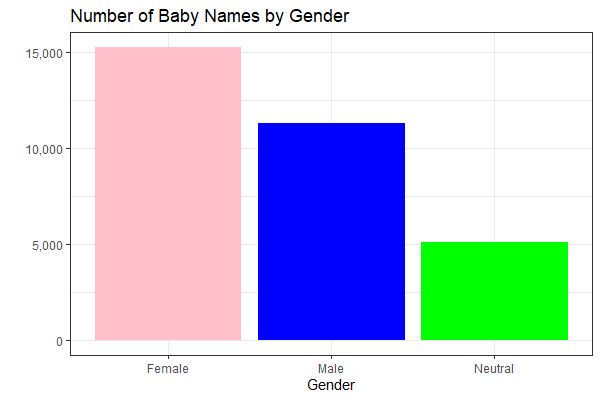 Number of Baby Names by Gender
15,000
10,000
5,000
0
Female Male Neutral
Gender